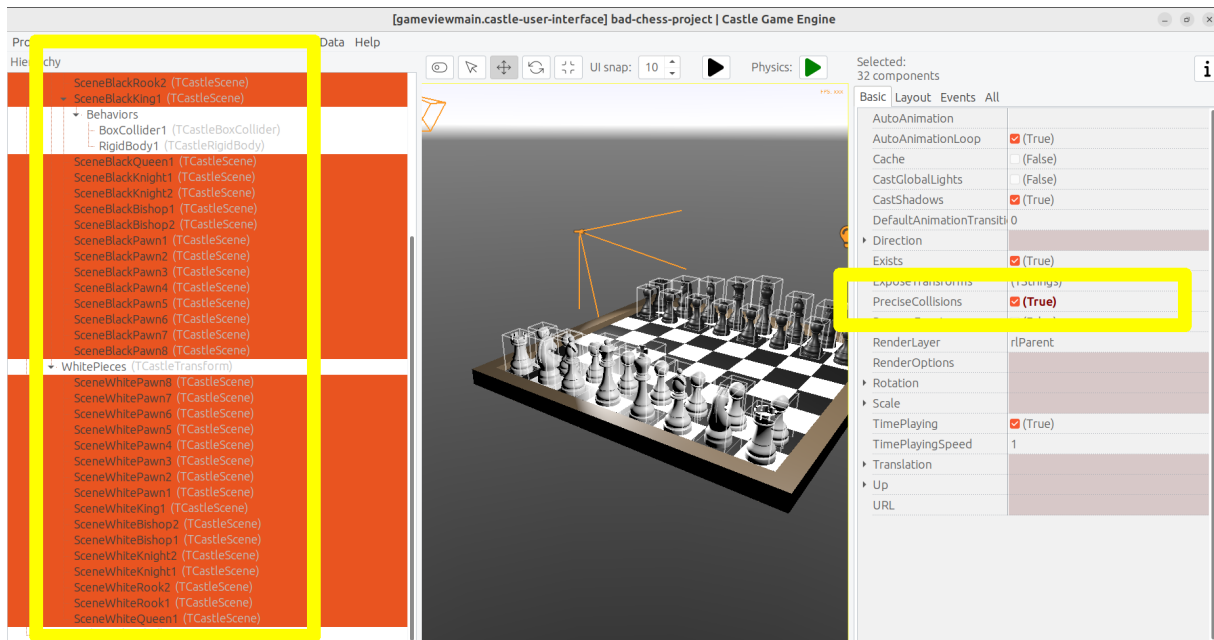 [gameviewmain.castle-user-interface] bad-chess-project | Castle Game Engine
Data Help
Hie
hy
SceneBlackRook2 (TCastleScene)
SceneBlackKing1 (TCastleScene)
Behaviors
BoxCollider1 (TCastleBoxCollider)
RigidBody1 (TCastleRigidBody)
SceneBlackQueen1 (TCastleScene)
SceneBlackKnight1 (TCastleScene)
SceneBlackKnight2 (TCastleScene)
SceneBlackBishop1 (TCastleScene)
SceneBlackBishop2 (TCastleScene)
SceneBlackPawn1 (TCastleScene)
SceneBlackPawn2 (TCastleScene)
SceneBlackPawn3 (TCastleScene)
SceneBlackPawn4 (TCastleScene)
SceneBlackPawn5 (TCastleScene)
SceneBlackPawn6 (TCastleScene)
SceneBlackPawn7 (TCastleScene)
SceneBlackPawn8 (TCastleScene)
WhitePieces (TCastleTransform)
SceneWhitePawn8 (TCastleScene)
SceneWhitePawn7 (TCastleScene)
SceneWhitePawn6 (TCastleScene)
SceneWhitePawn5 (TCastleScene)
SceneWhitePawn4 (TCastleScene)
SceneWhitePawn3 (TCastleScene)
SceneWhitePawn2 (TCastleScene)
SceneWhitePawn1 (TCastleScene)
SceneWhiteKing1 (TCastleScene)
SceneWhiteBishop2 (TCastleScene)
SceneWhiteBishop1 (TCastleScene)
SceneWhiteKnight2 (TCastleScene)
SceneWhiteKnight1 (TCastleScene)
SceneWhiteRook2 (TCastleScene)
SceneWhiteRook1 (TCastleScene)
SceneWhiteQueen1 (TCastleScene)
UI snap: 10 Physics:
Selected:
32 components
i
Basic Layout Events All
AutoAnimation
AutoAnimationLoop (True)
Cache (False)
CastGlobalLights (False)
CastShadows (True)
DefaultAnimationTransiti 0
Direction
Exists (True)
ExposeTransforms (TStrings)
PreciseCollisions (True)
RenderLayer rlParent
RenderOptions
Rotation
Scale
TimePlaying (True)
TimePlayingSpeed 1
Translation
Up
URL